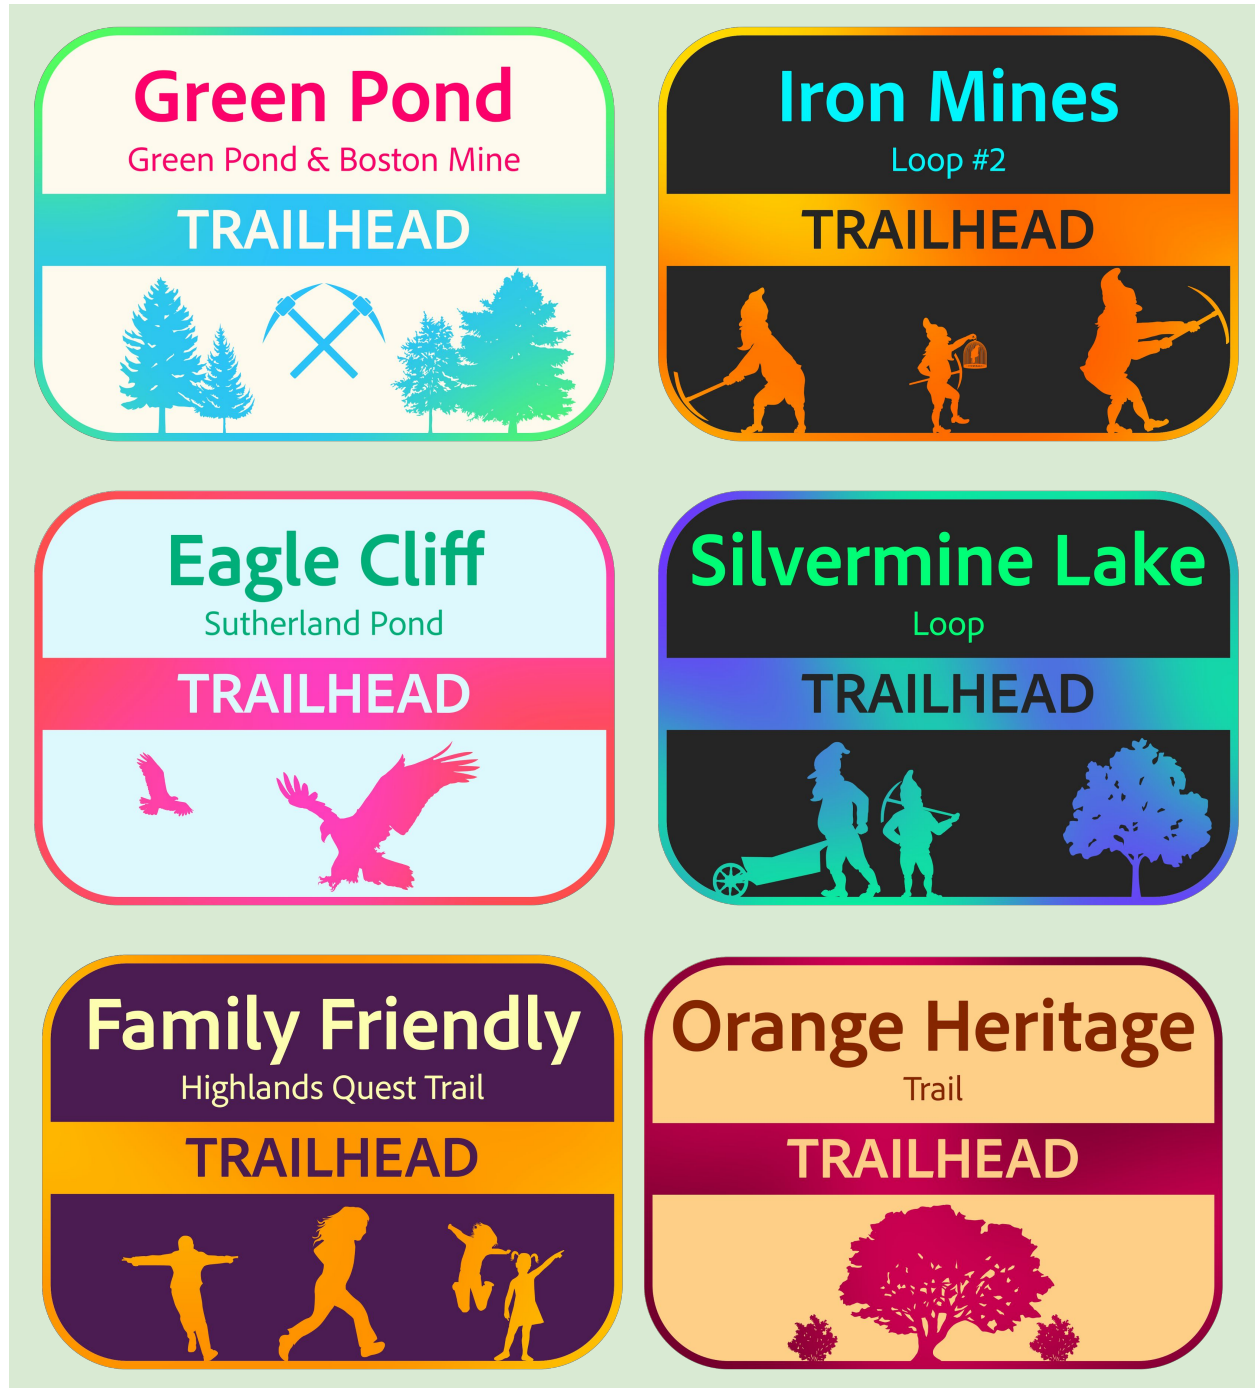 Green Pond
Green Pond & Boston Mine
TRAILHEAD
Iron Mines
Loop #2
TRAILHEAD
Eagle Cliff
Sutherland Pond
TRAILHEAD
Silvermine Lake
Loop
TRAILHEAD
Family Friendly
Highlands Quest Trail
TRAILHEAD
Orange Heritage
Trail
TRAILHEAD